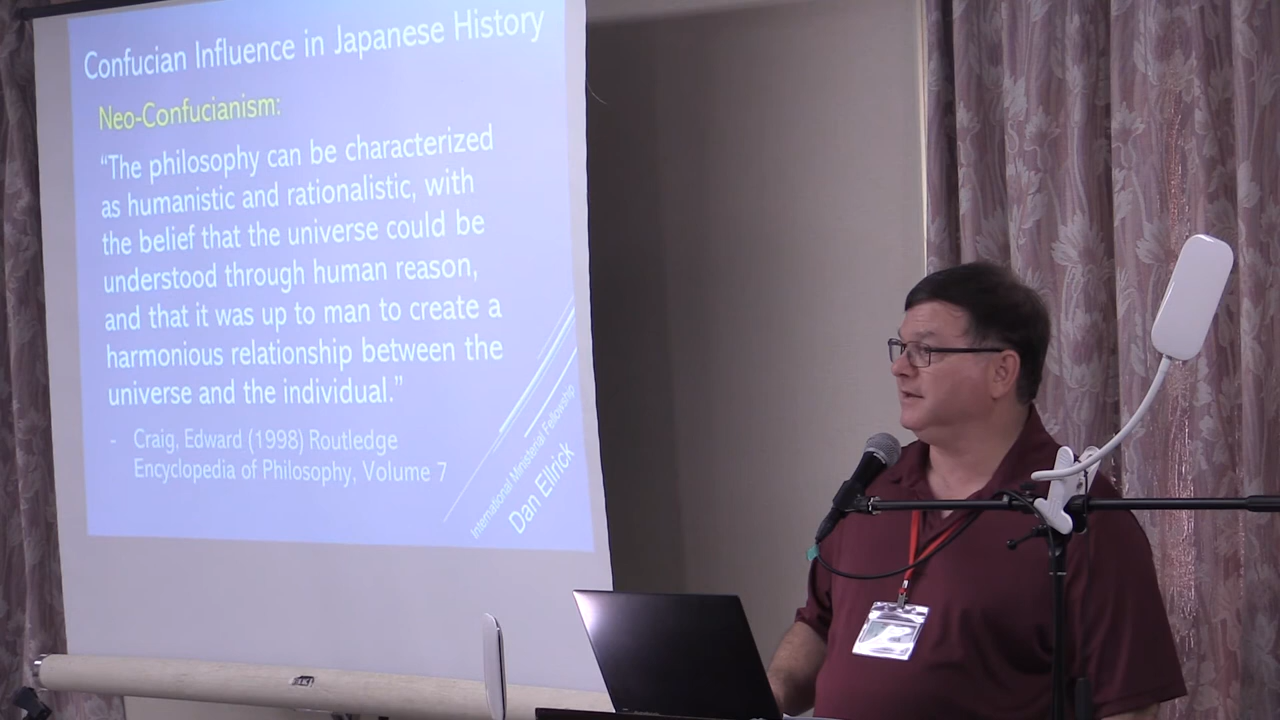 Confucian Influence in Japanese History
Neo-Confucianism:
“The philosophy can be characterized
as humanistic and rationalistic, with
the belief that the universe could be
understood through human reason,
and that it was up to man to create a
harmonious relationship between the
universe and the individual.”
- Craig, Edward (1998) Routledge
Encyclopedia of Philosophy, Volume 7
International Ministerial Fellowship
Dan Ellrick